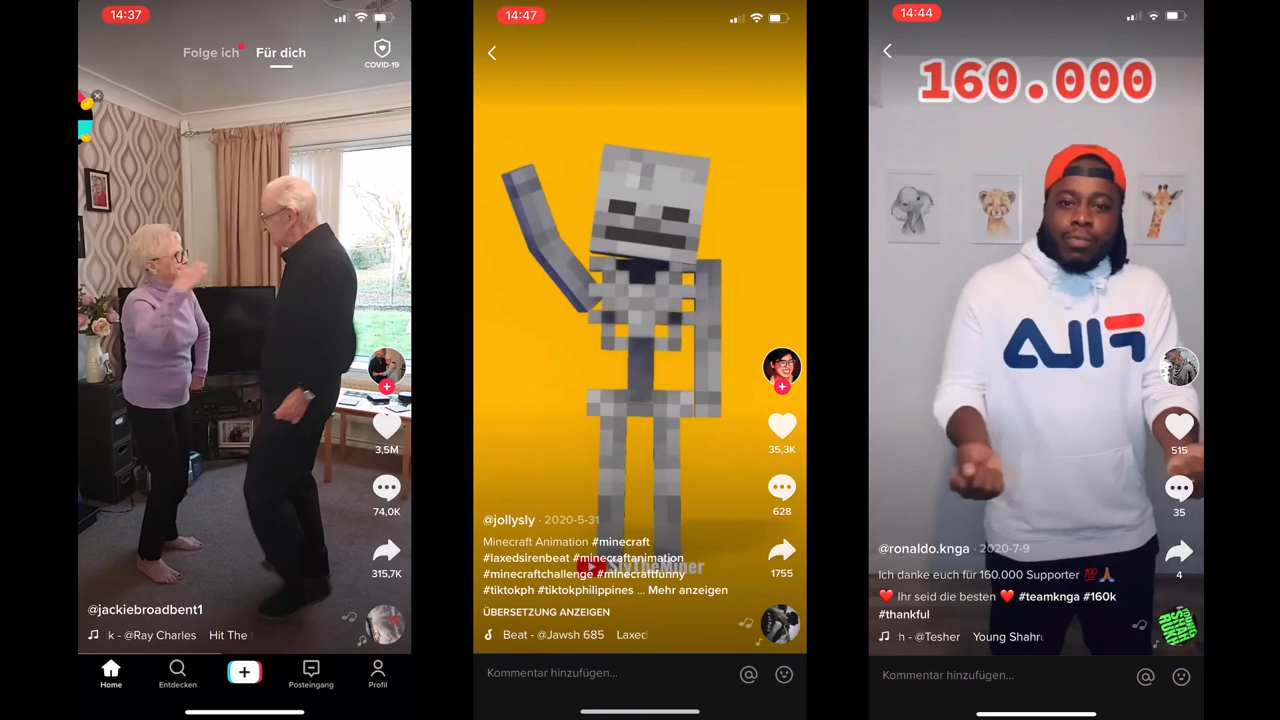 14:37
Folge ich
Für dich
COVID-19
3,5M
74,0K
315,7K
@jackiebroadbent1
k - @Ray Charles Hit The
Home
Entdecken
Posteingang
Profil
14:47
35,3K
628
1755
@jollysly · 2020-5-31
Minecraft Animation #minecraft
#laxedsirenbeat #minecraftanimation
#minecraftchallenge #minecraftfunny
#tiktokph #tiktokphilippines ... Mehr anzeigen
SlyTheMiner
ÜBERSETZUNG ANZEIGEN
Beat - @Jawsh 685 Laxed
Kommentar hinzufügen...
14:44
160.000
FILA
515
35
4
@ronaldo.knga · 2020-7-9
Ich danke euch für 160.000 Supporter 💯🙏
❤️ Ihr seid die besten ❤️ #teamknga #160k
#thankful
h - @Tesher Young Shahru
Kommentar hinzufügen...